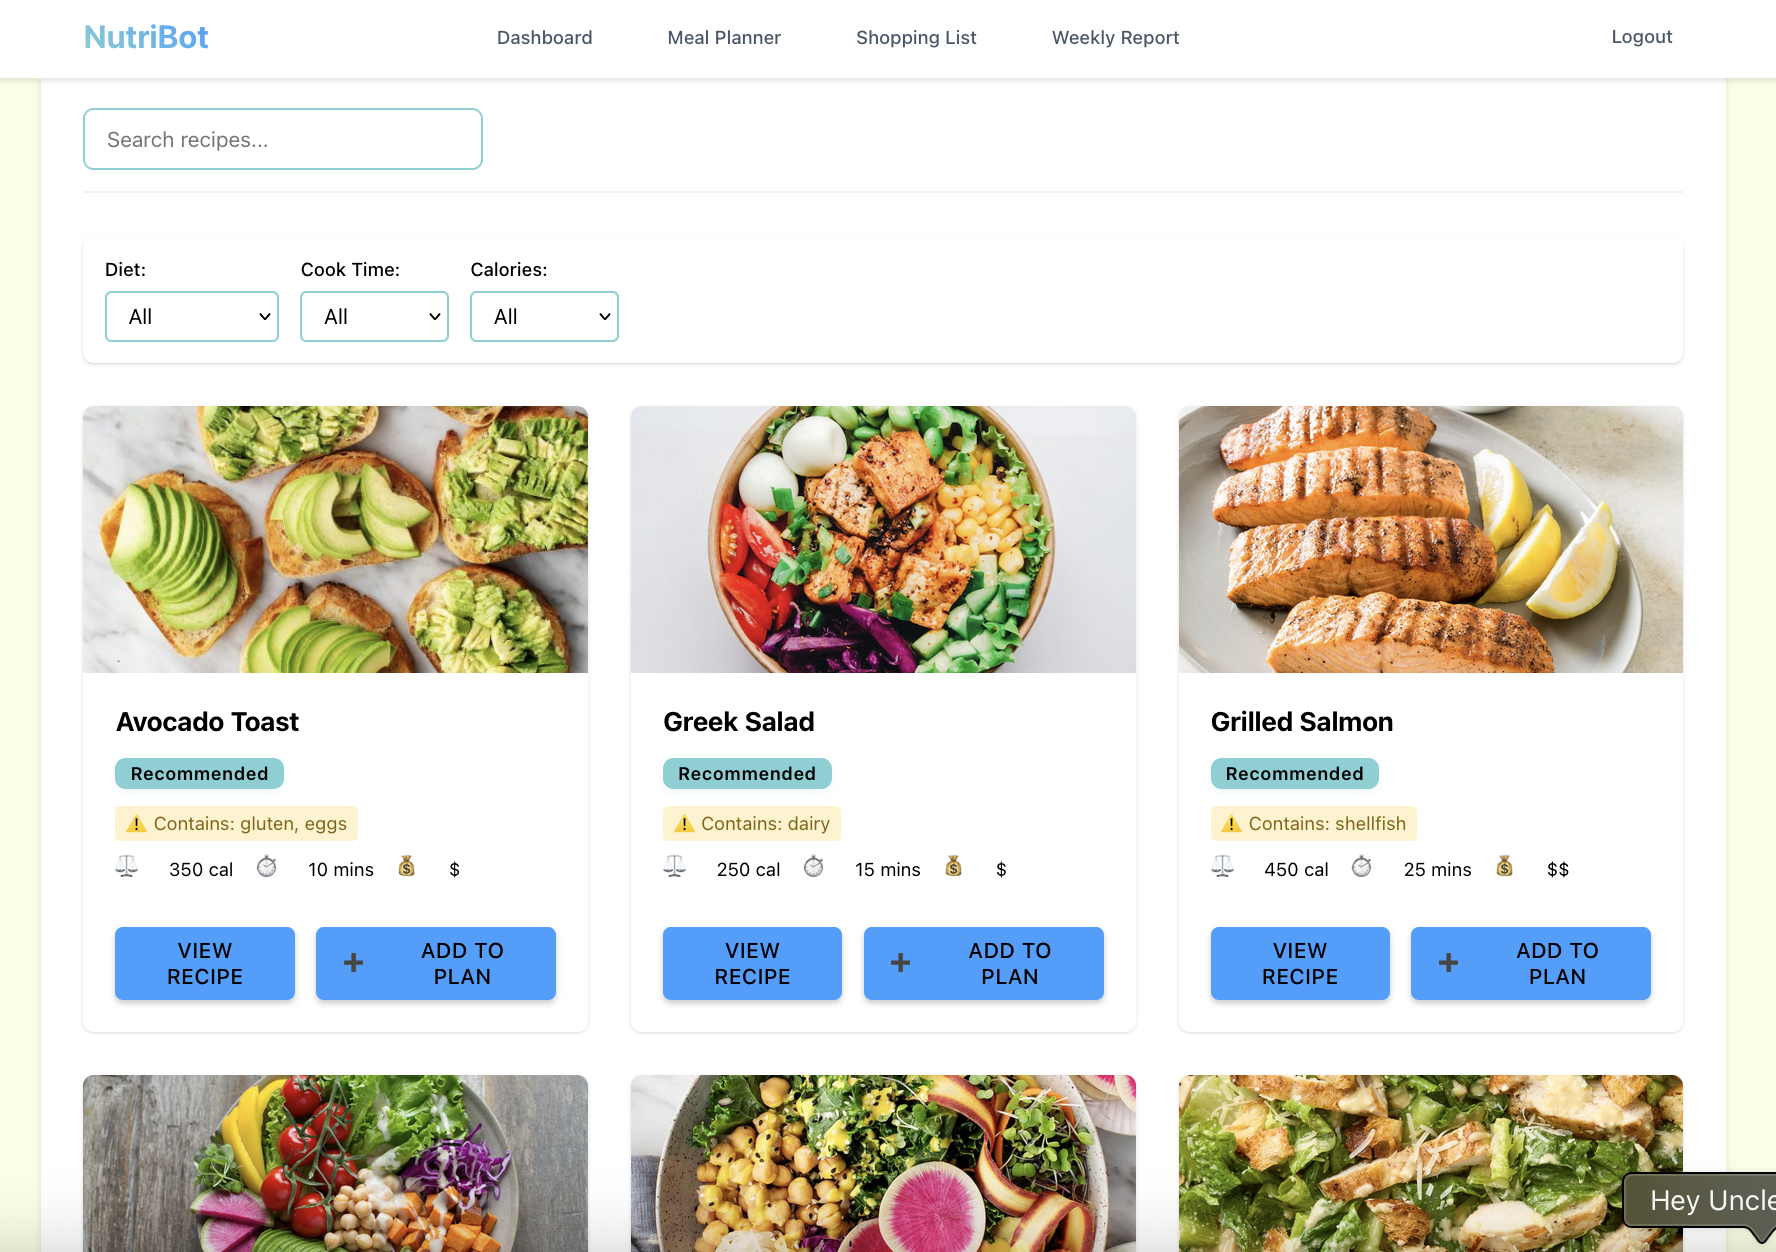 NutriBot
Dashboard
Meal Planner
Shopping List
Weekly Report
Logout
Search recipes...
Diet:
Cook Time:
Calories:
All
All
All
Avocado Toast
Recommended
Contains: gluten, eggs
350 cal
10 mins
$
VIEW
RECIPE
ADD TO
PLAN
Greek Salad
Recommended
Contains: dairy
250 cal
15 mins
$
VIEW
RECIPE
ADD TO
PLAN
Grilled Salmon
Recommended
Contains: shellfish
450 cal
25 mins
$$
VIEW
RECIPE
ADD TO
PLAN
Hey Uncle